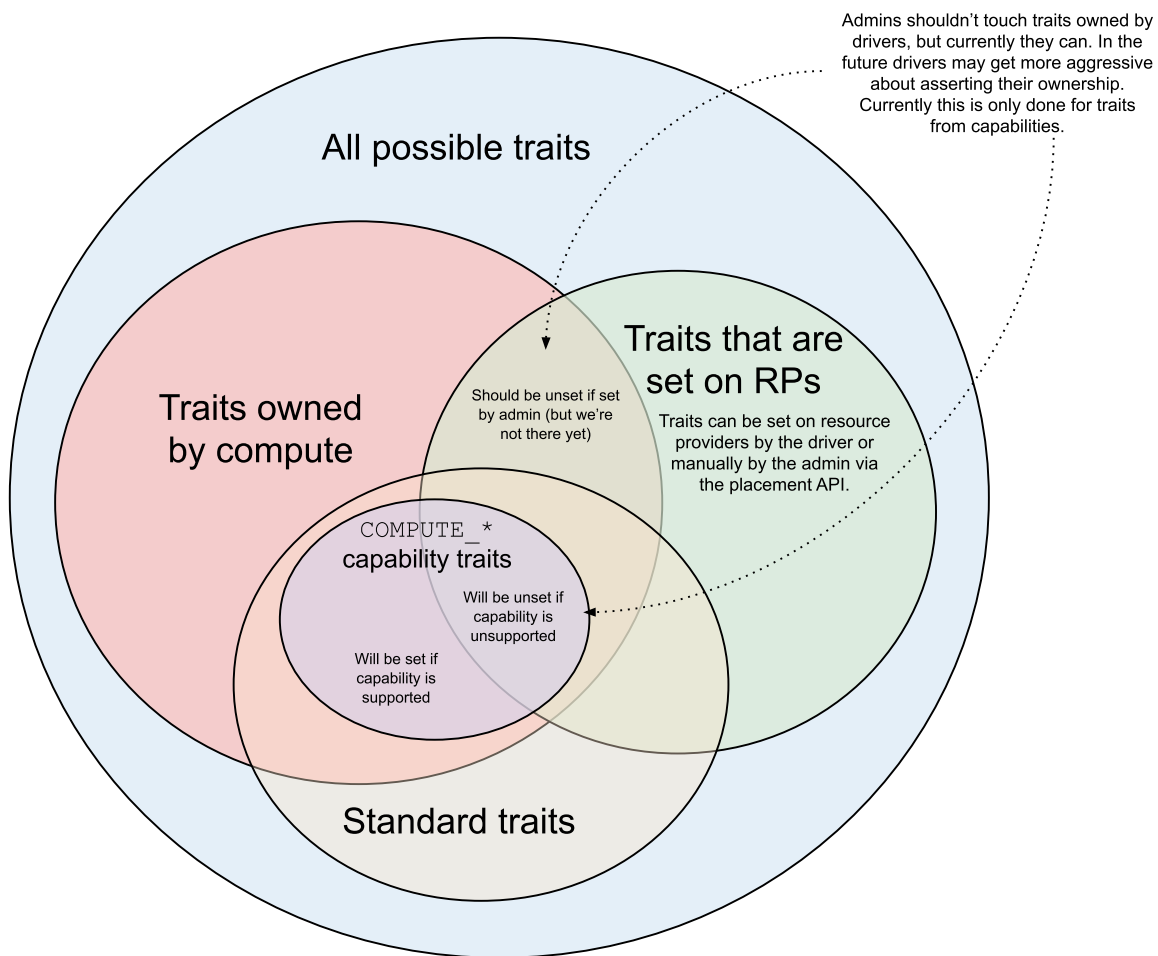 Admins shouldn’t touch traits owned by
drivers, but currently they can. In the
future drivers may get more aggressive
about asserting their ownership.
Currently this is only done for traits
from capabilities.
All possible traits
Traits that are
set on RPs
Traits can be set on resource
providers by the driver or
manually by the admin via
the placement API.
Should be unset if set
by admin (but we’re
not there yet)
Traits owned
by compute
COMPUTE_*
capability traits
Will be unset if
capability is
unsupported
Will be set if
capability is
supported
Standard traits